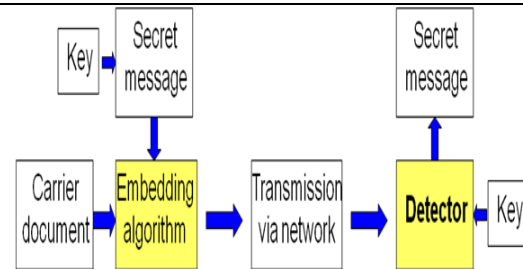 Key
Secret
message
Secret
message
Carrier
document
Embedding
algorithm
Transmission
via network
Detector
Key